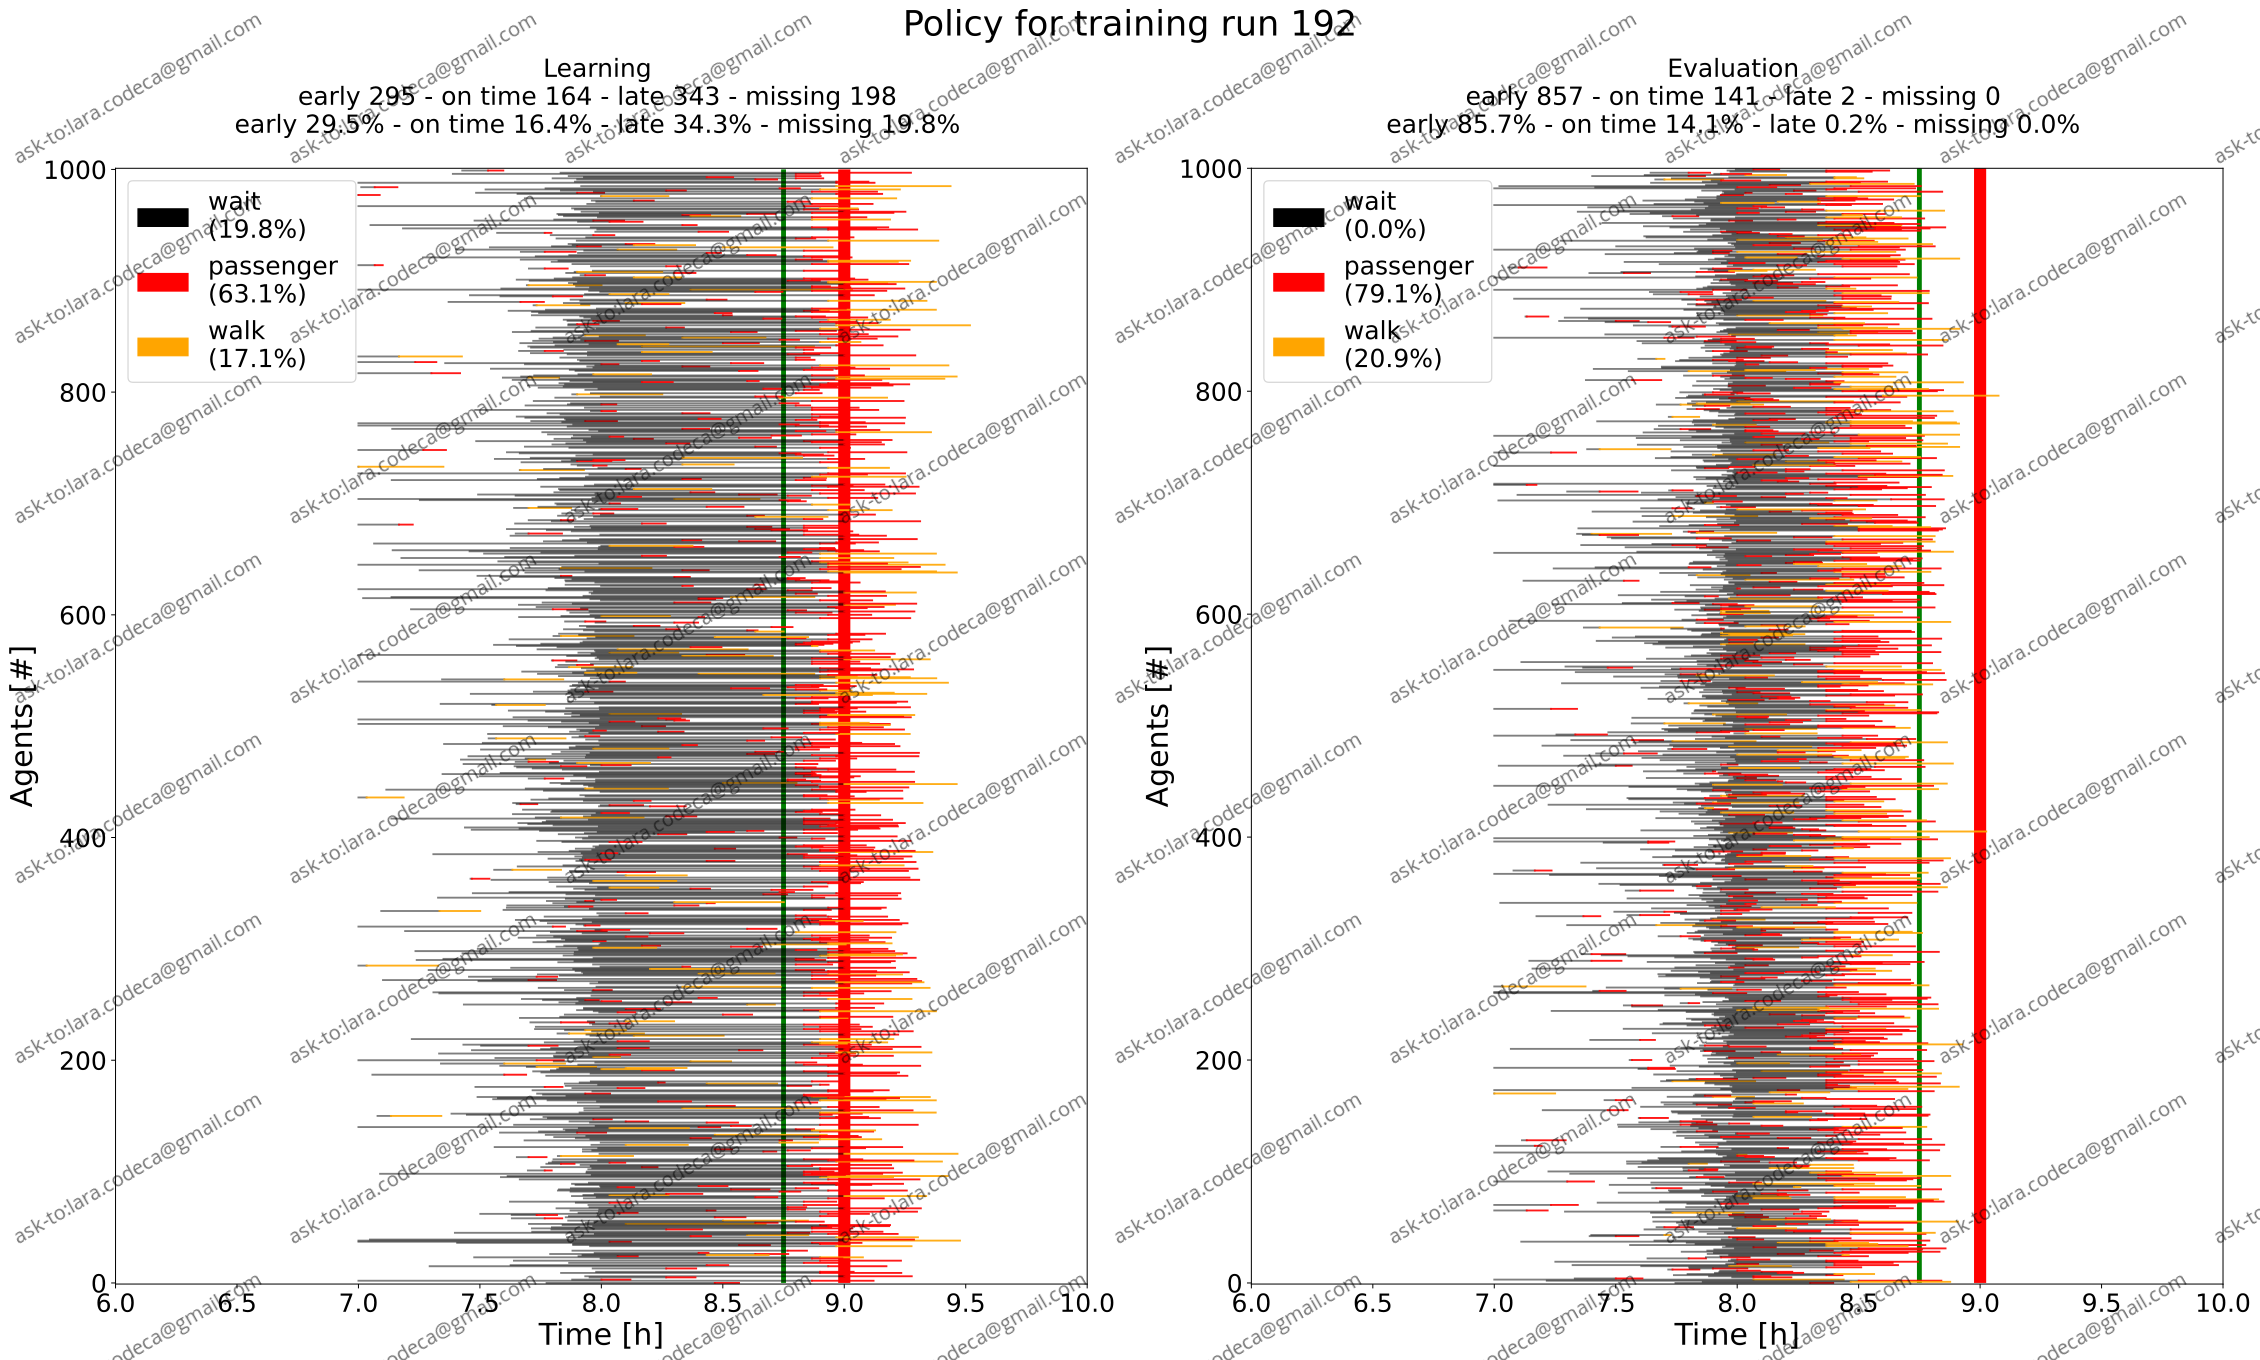 Policy for training run 192
Learning
early 295 - on time 164 - late 343 - missing 198
early 29.5% - on time 16.4% - late 34.3% - missing 19.8%
wait
(19.8%)
passenger
(63.1%)
walk
(17.1%)
1000
800
600
400
200
0
Agents [#]
6.0 6.5 7.0 7.5 8.0 8.5 9.0 9.5 10.0
Time [h]
Evaluation
early 857 - on time 141 - late 2 - missing 0
early 85.7% - on time 14.1% - late 0.2% - missing 0.0%
wait
(0.0%)
passenger
(79.1%)
walk
(20.9%)
1000
800
600
400
200
0
Agents [#]
6.0 6.5 7.0 7.5 8.0 8.5 9.0 9.5 10.0
Time [h]
ask-to:lara.codeca@gmail.com